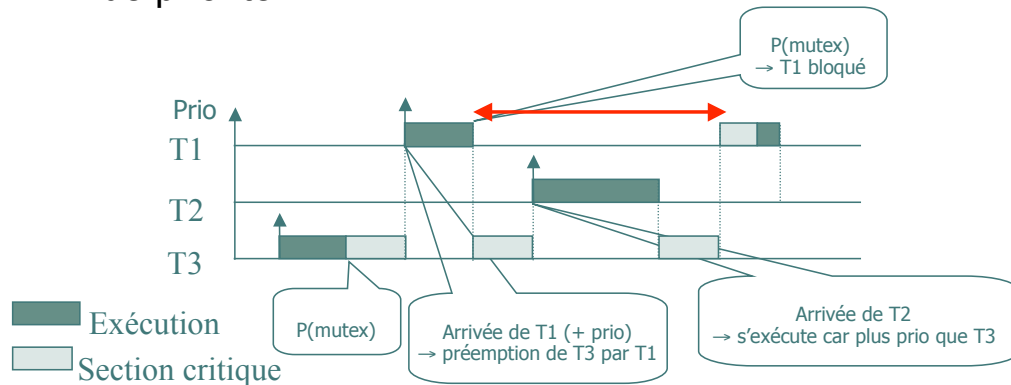 P(mutex)
→ T1 bloqué
Prio
T1
T2
T3
P(mutex)
Arrivée de T1 (+ prio)
→ préemption de T3 par T1
Arrivée de T2
→ s’exécute car plus prio que T3
Exécution
Section critique